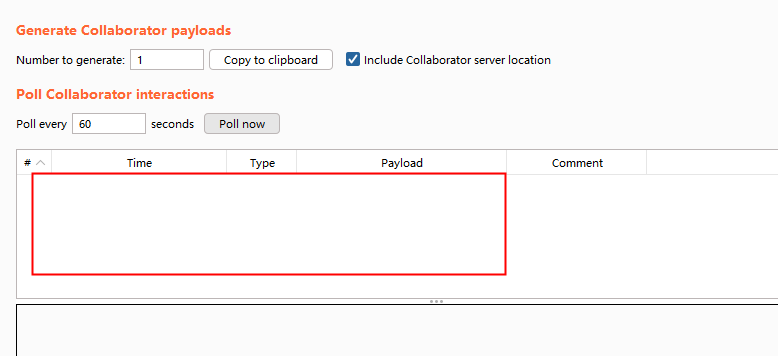 Generate Collaborator payloads
Number to generate: 1 Copy to clipboard Include Collaborator server location
Poll Collaborator interactions
Poll every 60 seconds Poll now
# Time Type Payload Comment